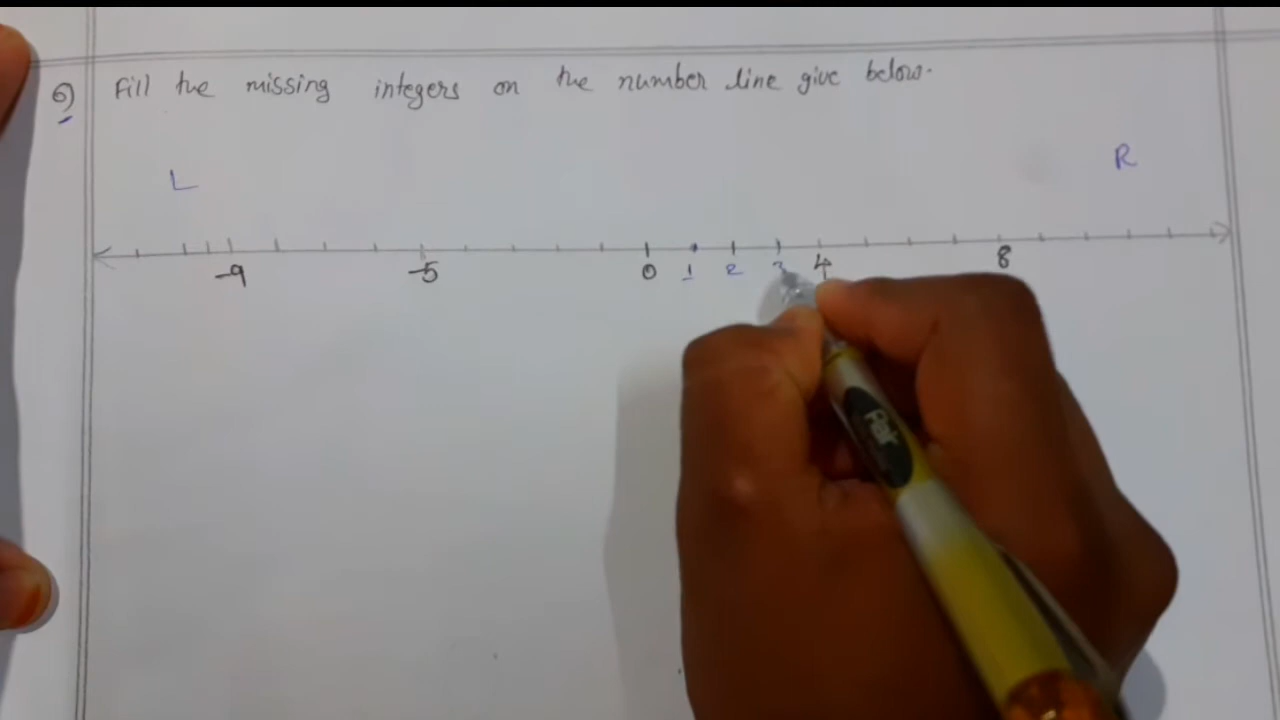 6) Fill the missing integers on the number line give below.
L R
-9 -5 0 1 2 3 4 8